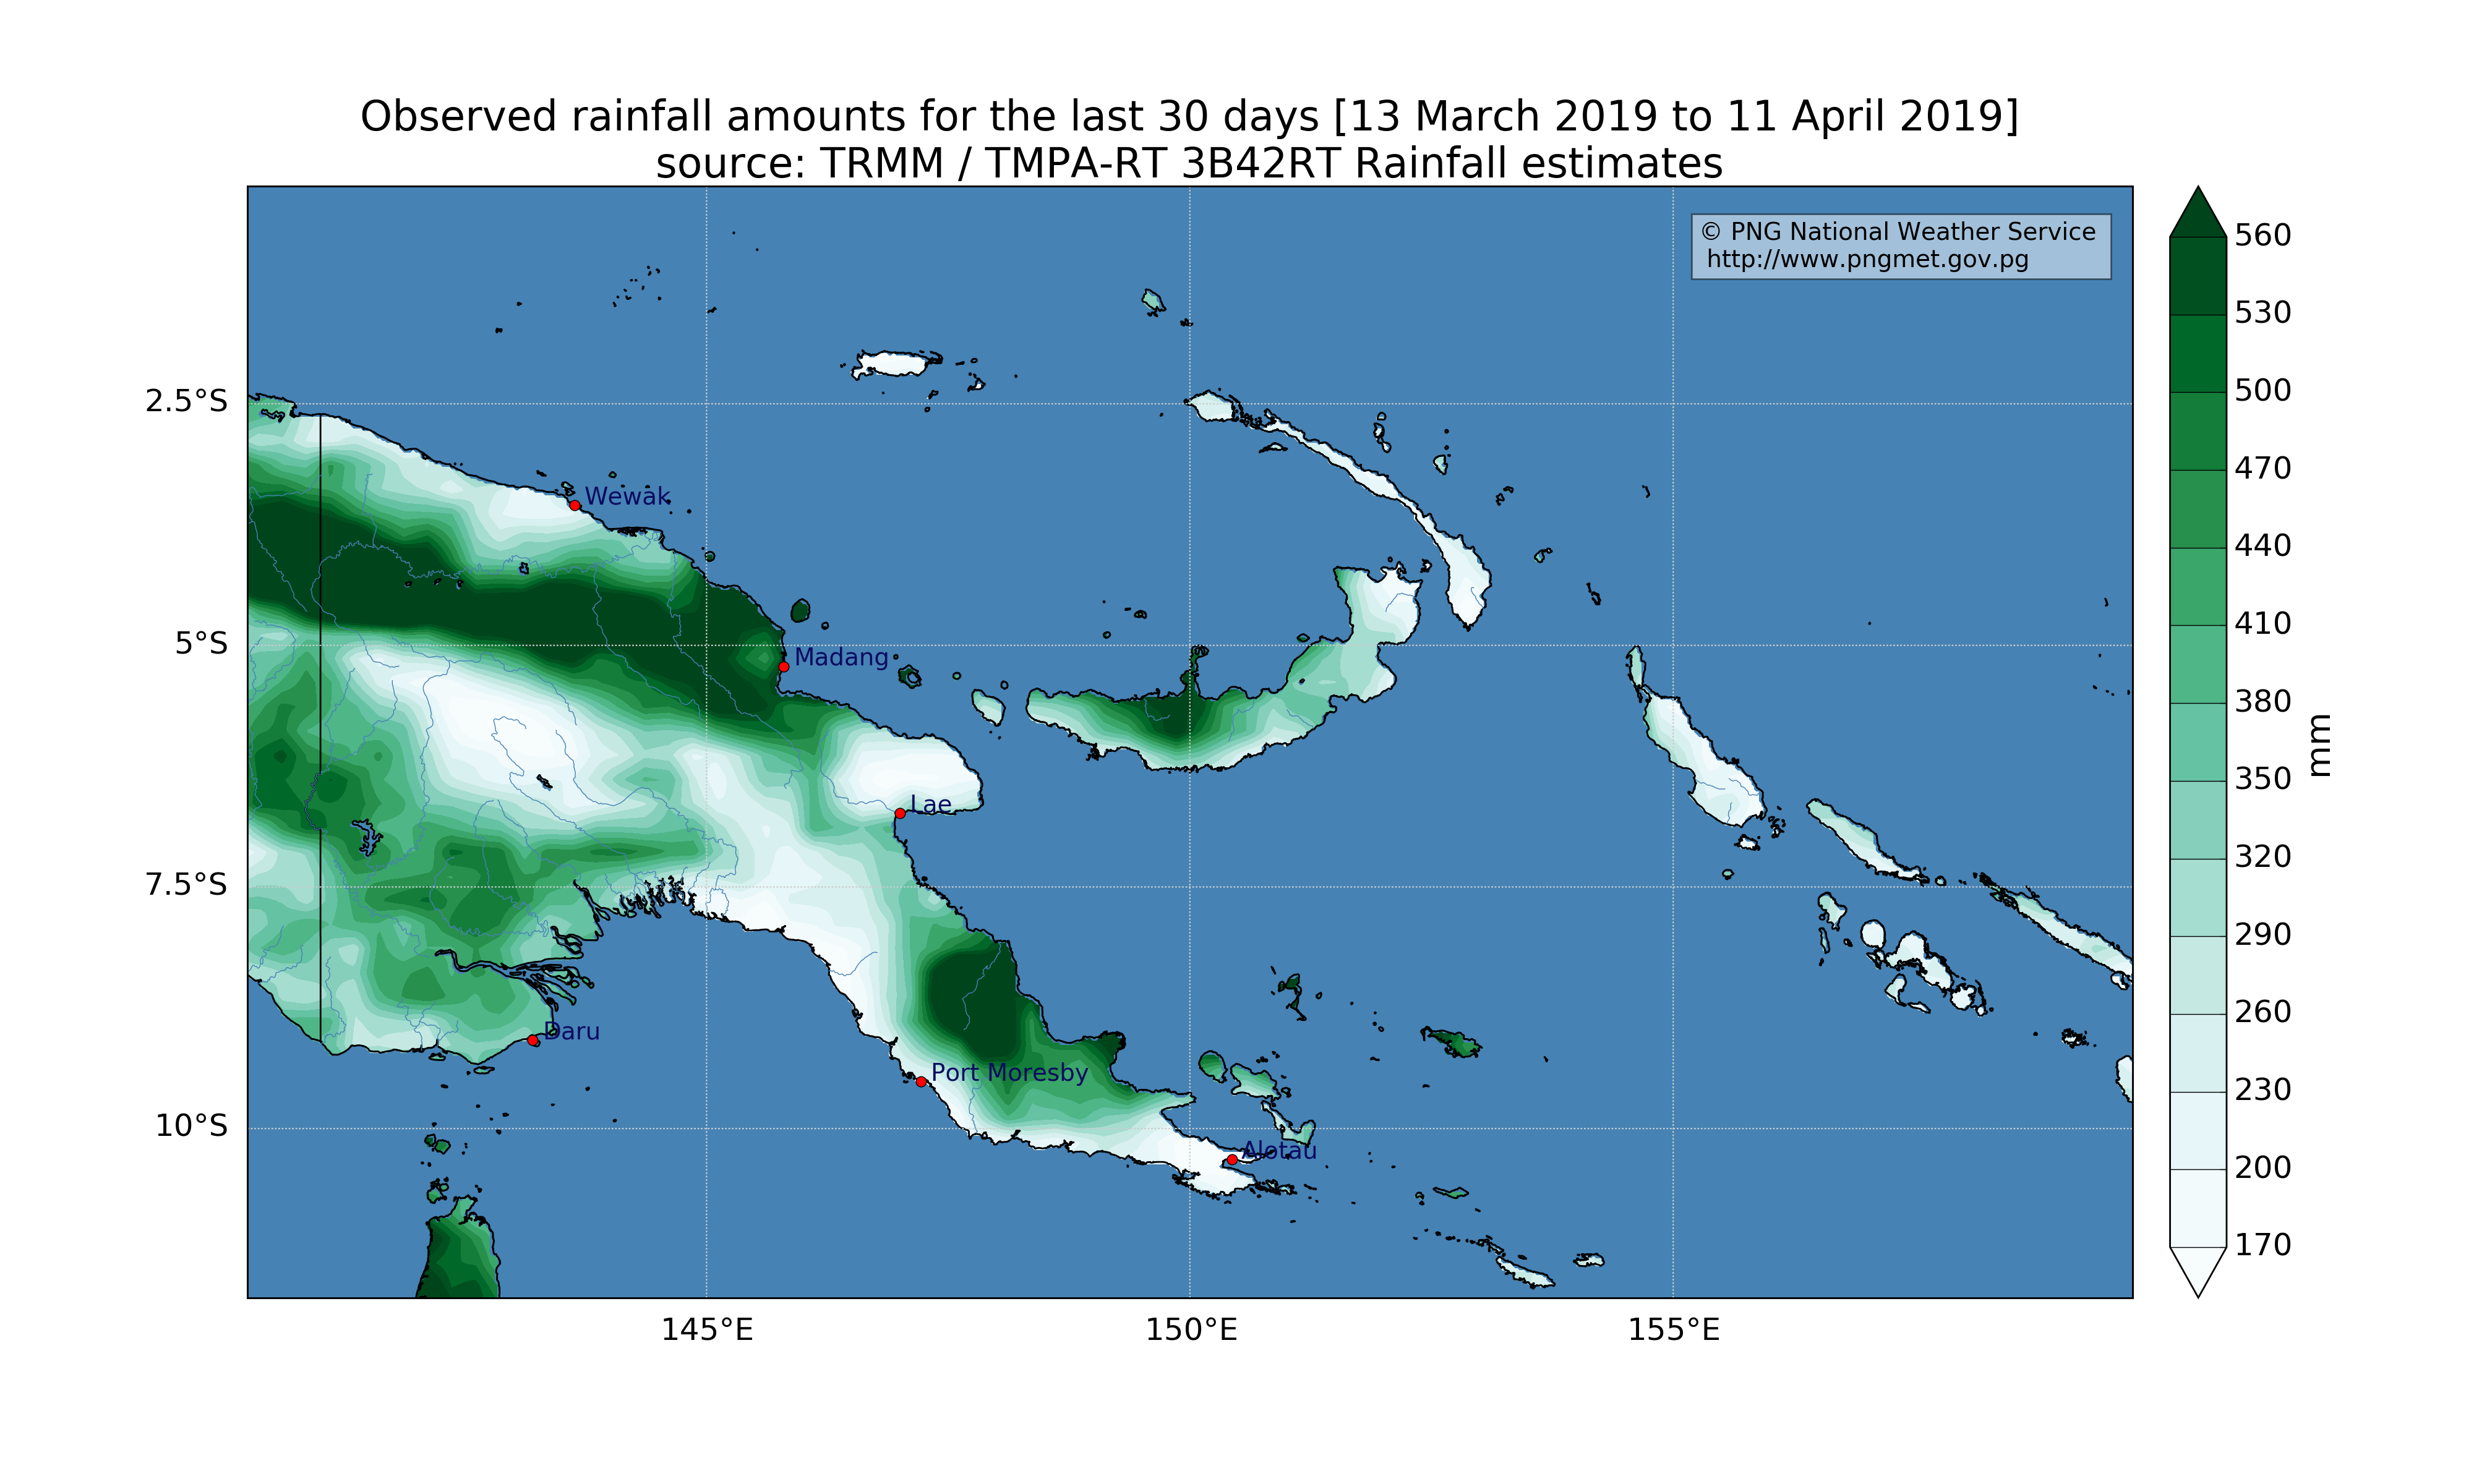 Observed rainfall amounts for the last 30 days [13 March 2019 to 11 April 2019]
source: TRMM / TMPA-RT 3B42RT Rainfall estimates
© PNG National Weather Service
http://www.pngmet.gov.pg
2.5°S
5°S
7.5°S
10°S
Wewak
Madang
Lae
Daru
Port Moresby
Alotau
145°E
150°E
155°E
560
530
500
470
440
410
380
350
320
290
260
230
200
170
mm